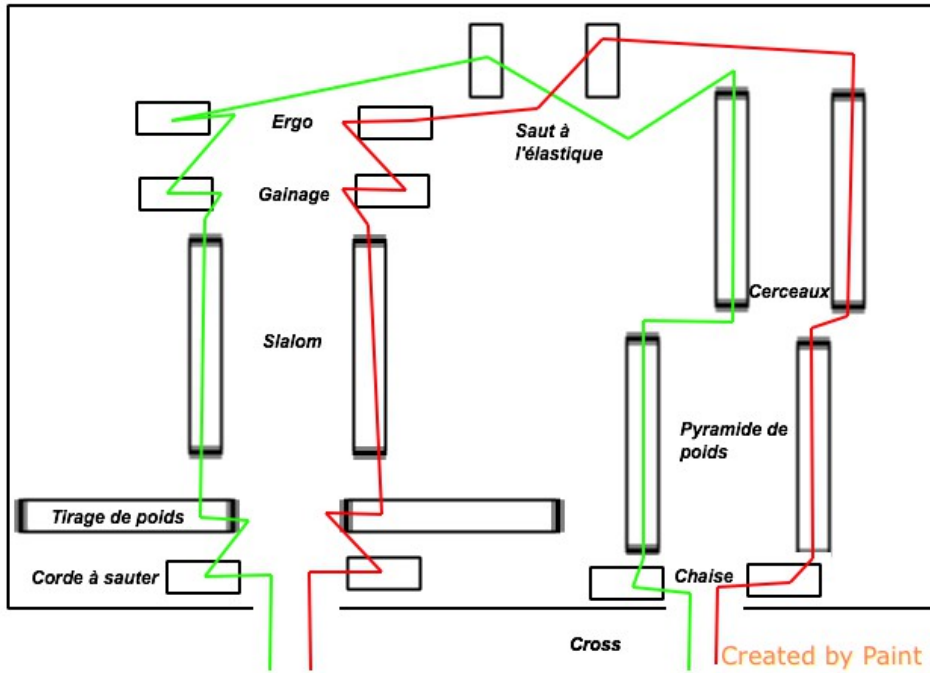 Ergo
Saut à
l'élastique
Gainage
Cerceaux
Slalom
Pyramide de
poids
Tirage de poids
Corde à sauter
Chaise
Cross
Created by Paint